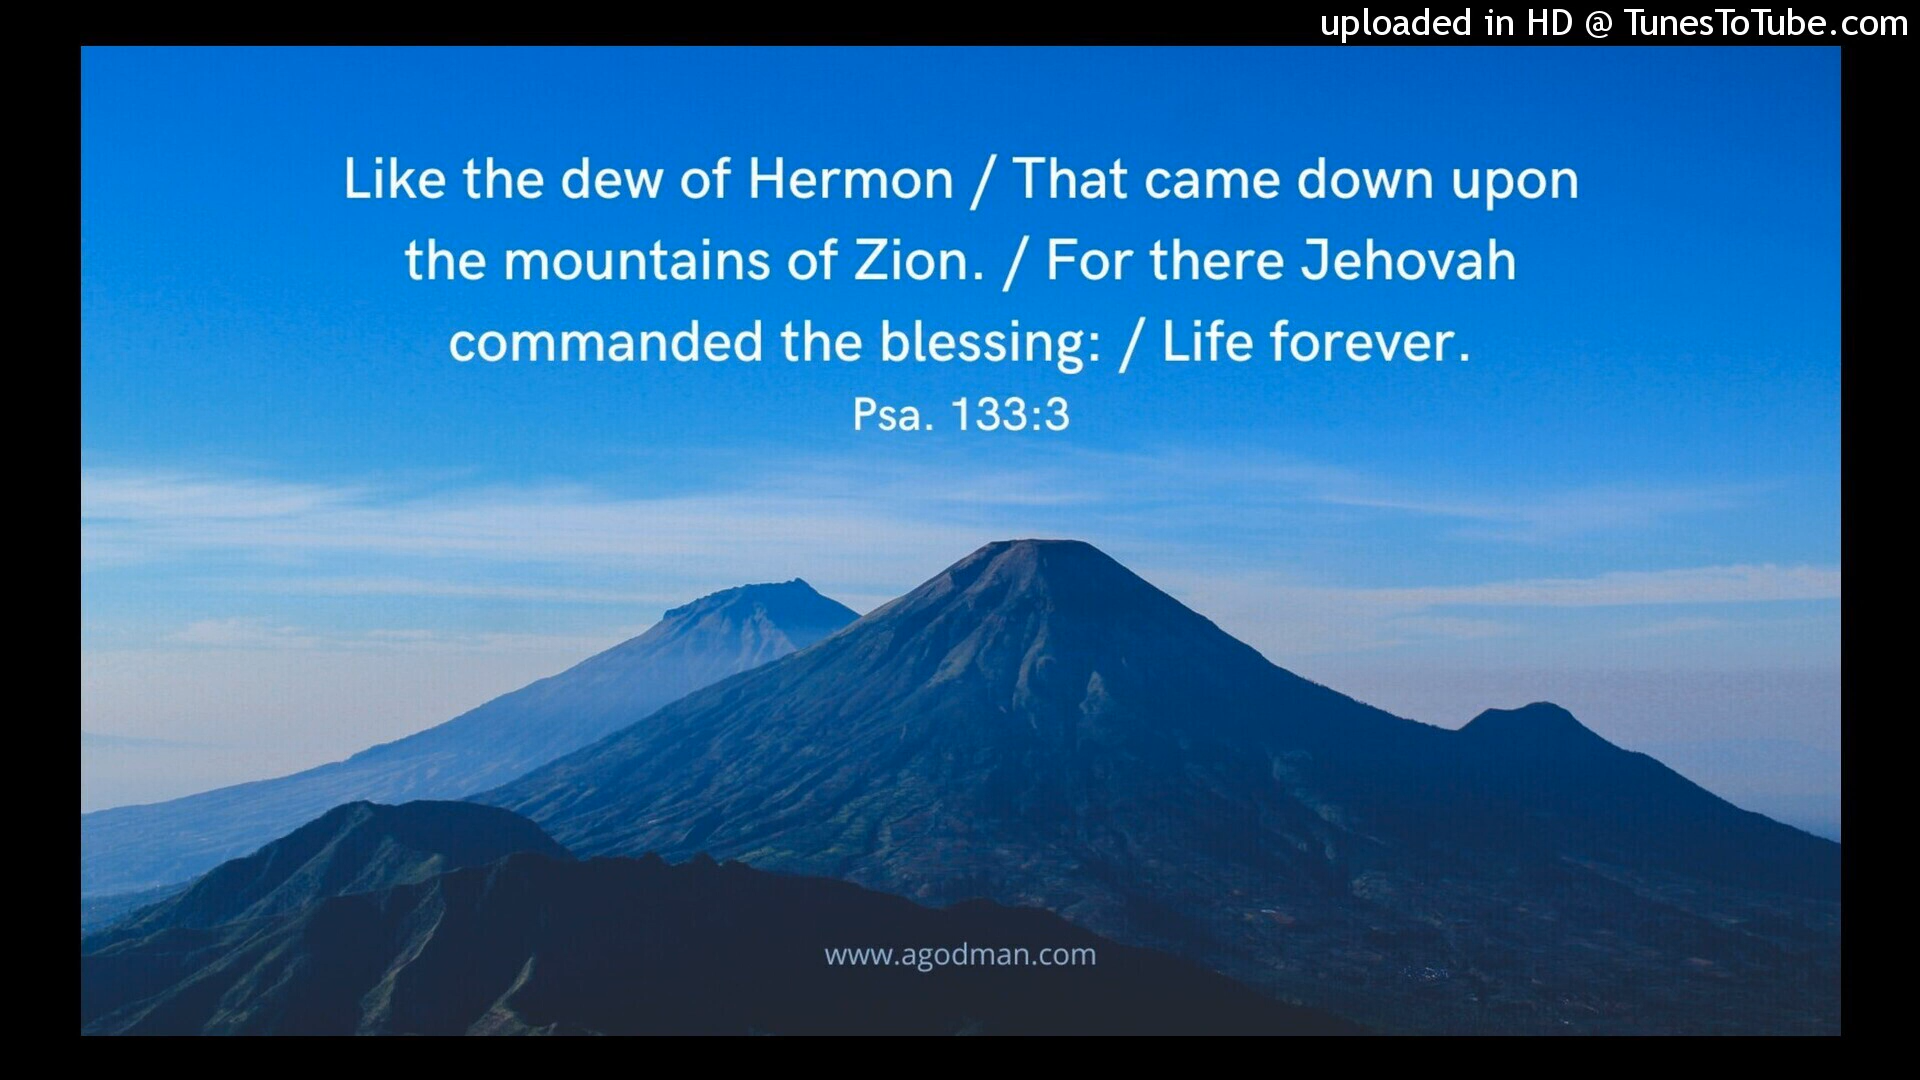 uploaded in HD @ TunesToTube.com
Like the dew of Hermon / That came down upon
the mountains of Zion. / For there Jehovah
commanded the blessing: / Life forever.
Psa. 133:3
www.agodman.com